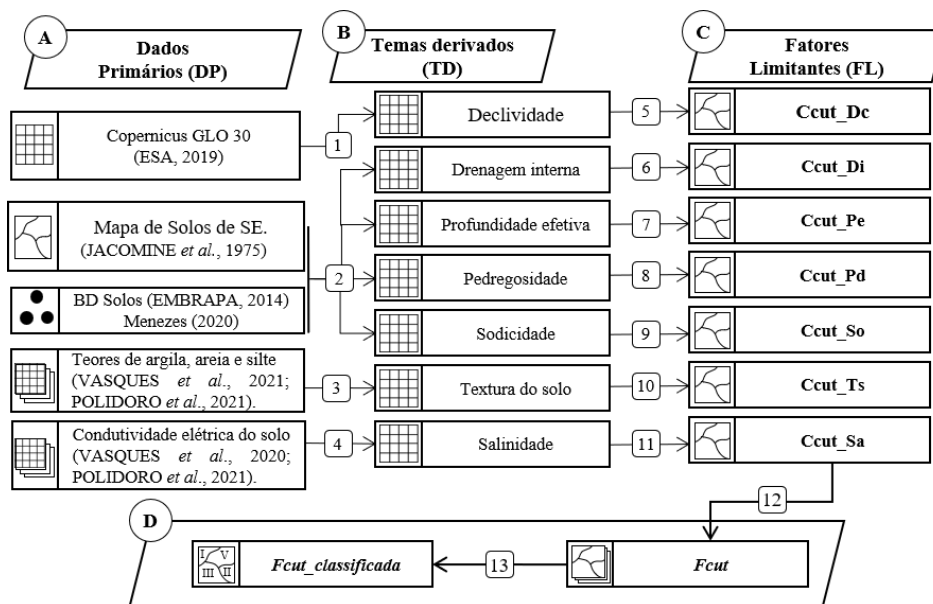 A
Dados
Primários (DP)
B
Temas derivados
(TD)
C
Fatores
Limitantes (FL)
Copernicus GLO 30
(ESA, 2019)
1
Mapa de Solos de SE.
(JACOMINE et al., 1975)
BD Solos (EMBRAPA, 2014)
Menezes (2020)
2
Teores de argila, areia e silte
(VASQUES et al., 2021;
POLIDORO et al., 2021).
3
Condutividade elétrica do solo
(VASQUES et al., 2020;
POLIDORO et al., 2021).
4
Declividade
5
Ccut_Dc
Drenagem interna
6
Ccut_Di
Profundidade efetiva
7
Ccut_Pe
Pedregosidade
8
Ccut_Pd
Sodicidade
9
Ccut_So
Textura do solo
10
Ccut_Ts
Salinidade
11
Ccut_Sa
12
D
I V
III II
Fcut_classificada
13
Fcut